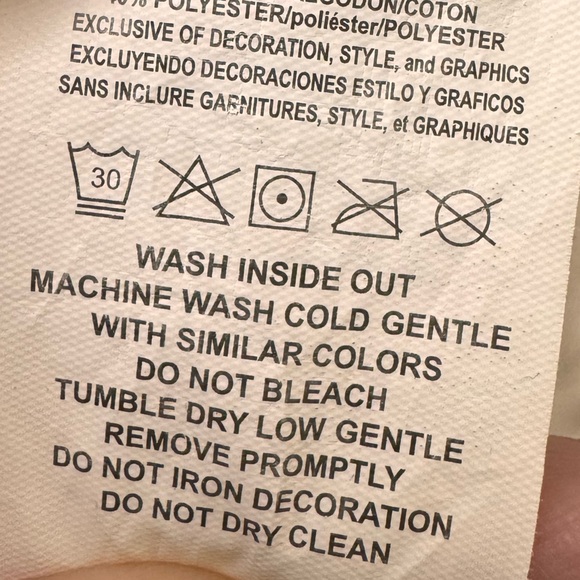 POLYESTER/poliéster/POLYESTER
EXCLUSIVE OF DECORATION, STYLE, and GRAPHICS
EXCLUYENDO DECORACIONES ESTILO Y GRAFICOS
SANS INCLURE GARNITURES, STYLE, et GRAPHIQUES
30
WASH INSIDE OUT
MACHINE WASH COLD GENTLE
WITH SIMILAR COLORS
DO NOT BLEACH
TUMBLE DRY LOW GENTLE
REMOVE PROMPTLY
DO NOT IRON DECORATION
DO NOT DRY CLEAN